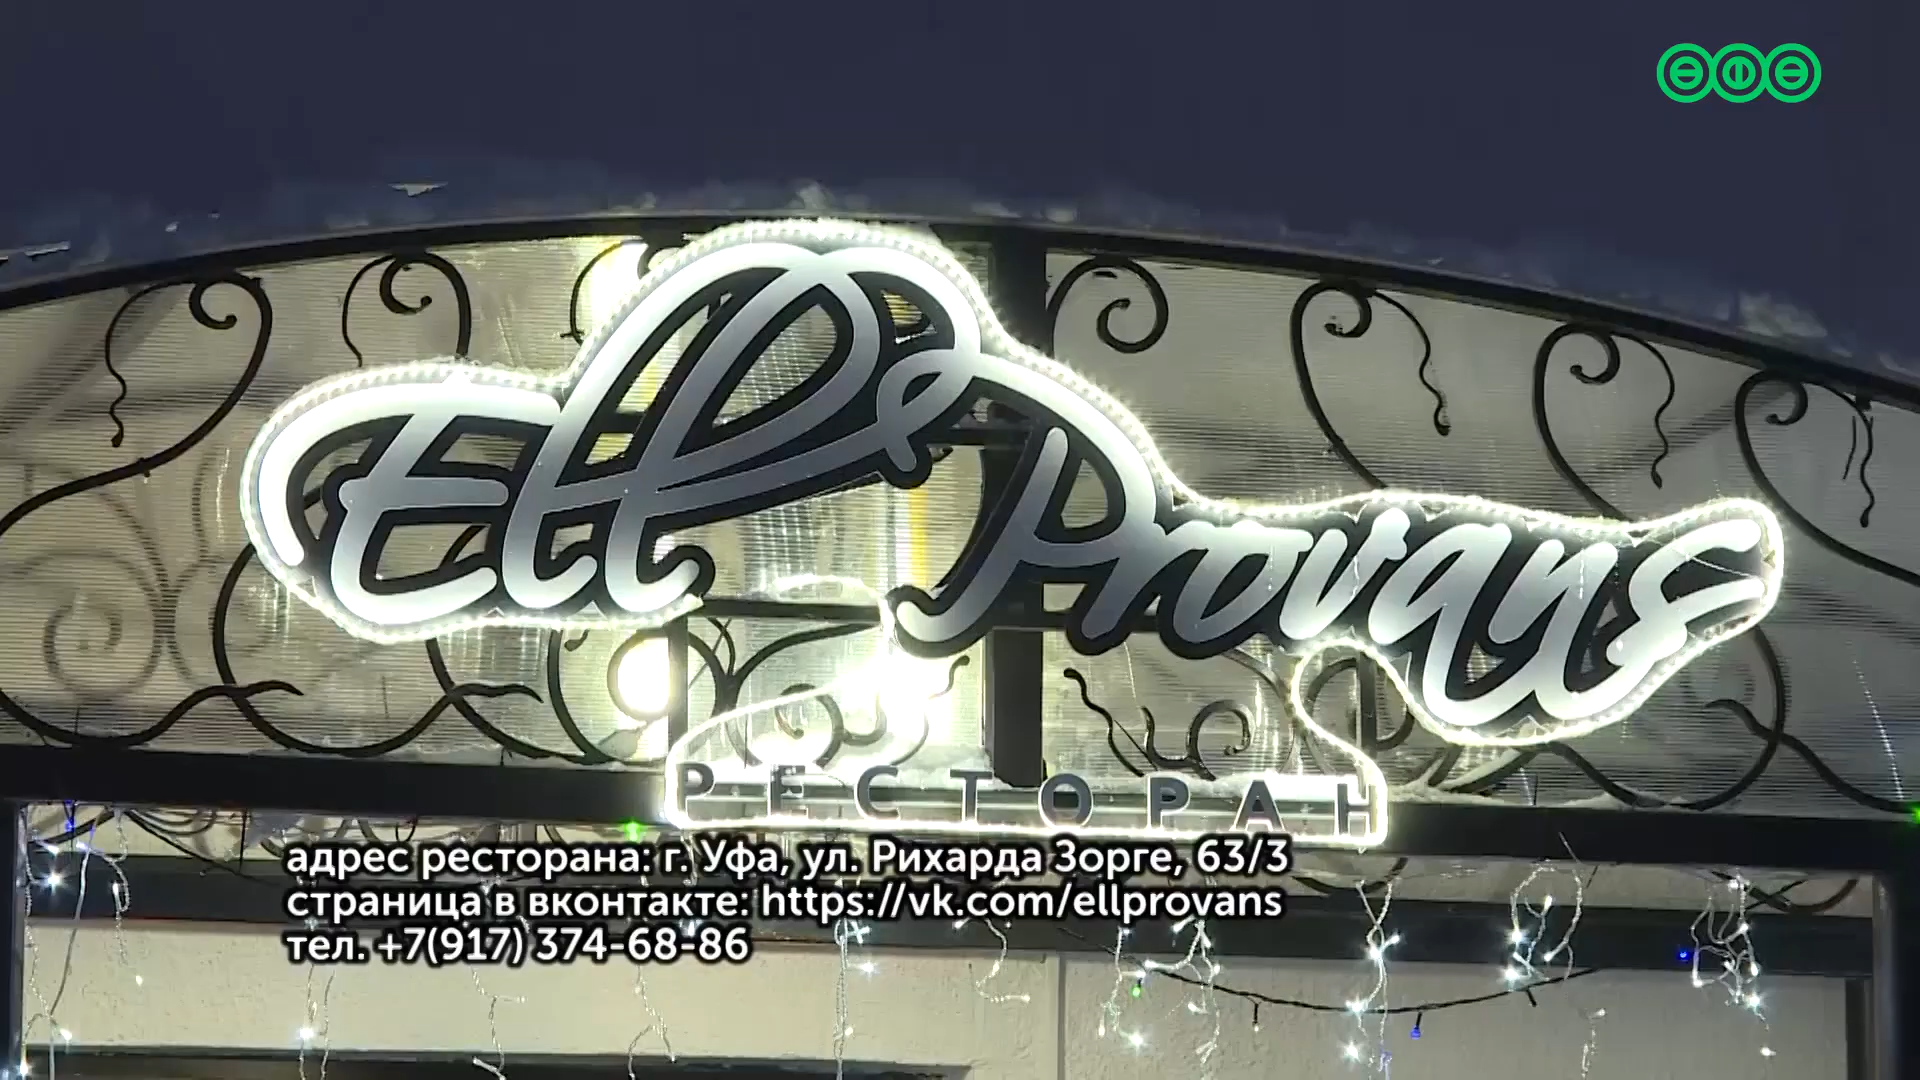 ӨФӨ
Ell Provans
РЕСТОРАН
адрес ресторана: г. Уфа, ул. Рихарда Зорге, 63/3
страница в вконтакте: https://vk.com/ellprovans
тел. +7(917) 374-68-86